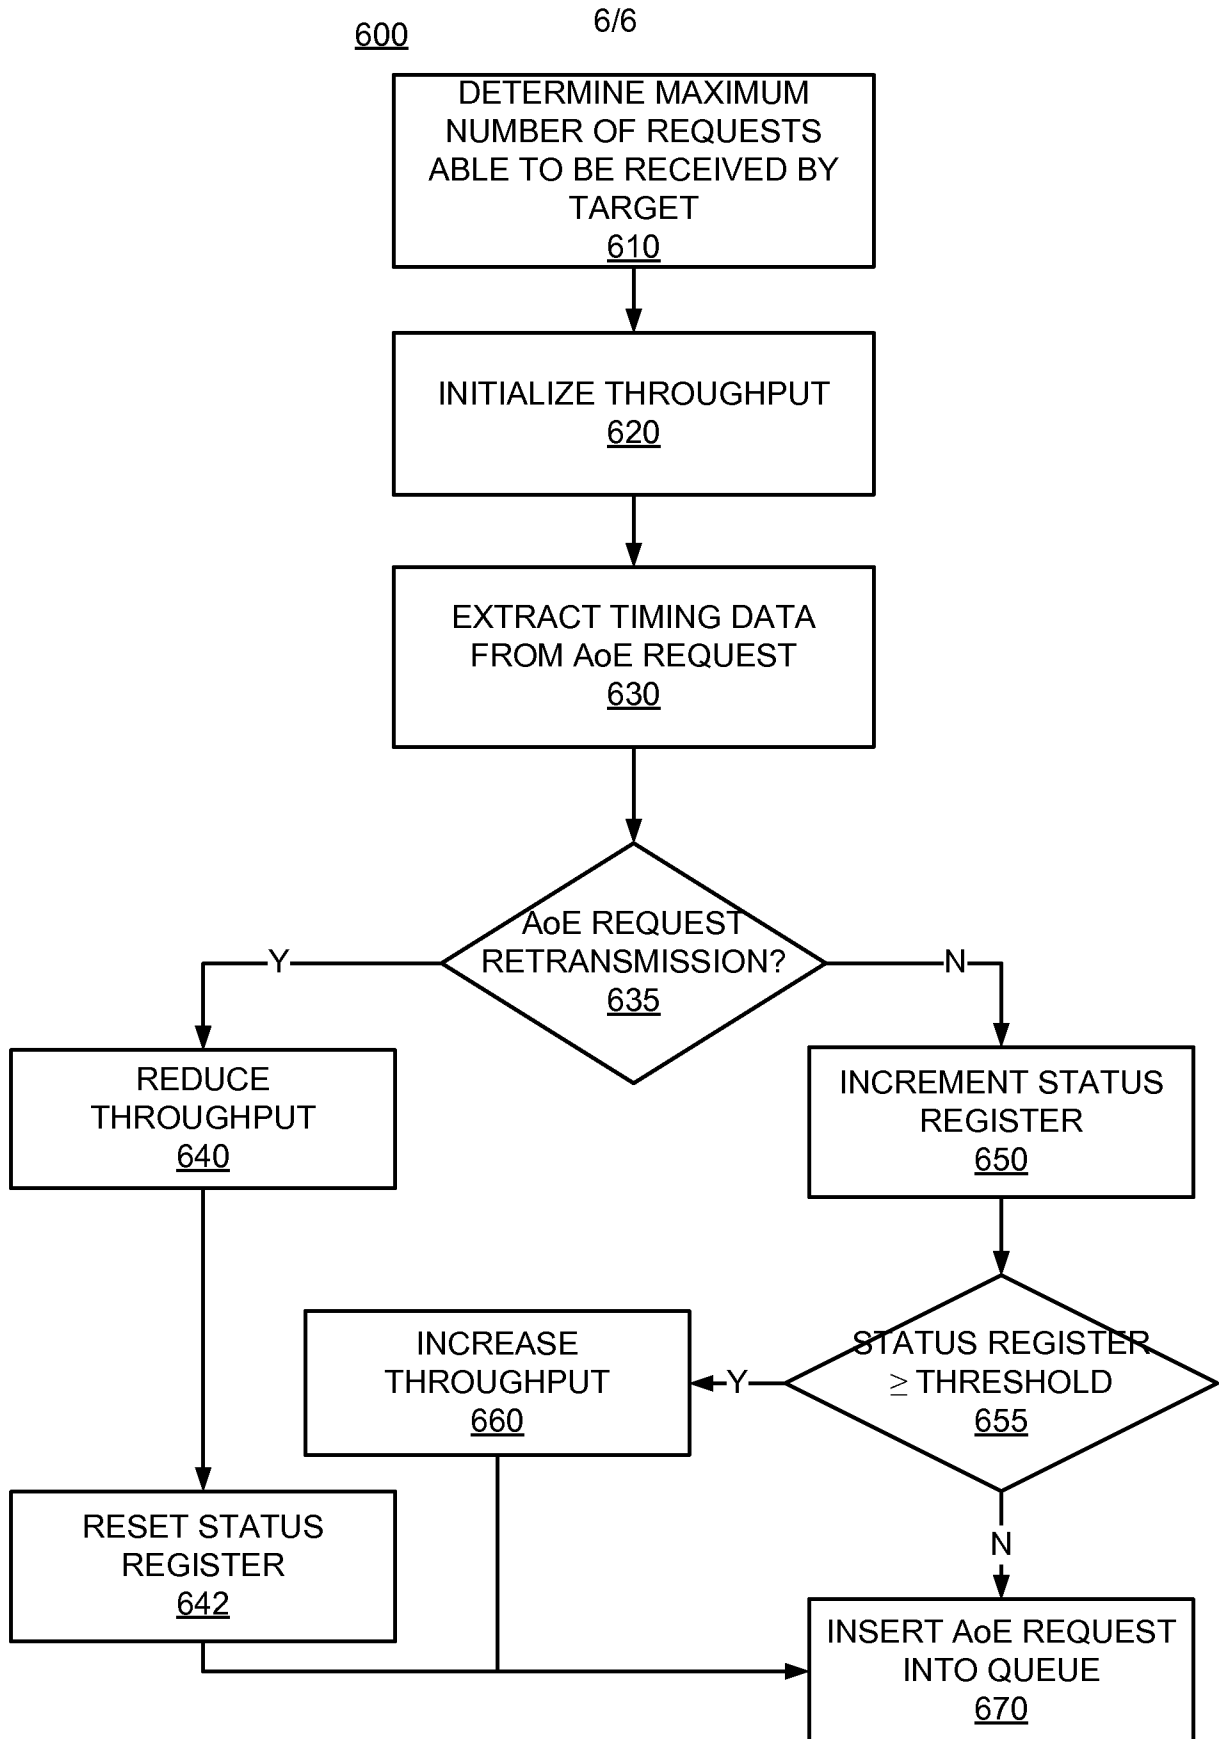 6/6
600
DETERMINE MAXIMUM
NUMBER OF REQUESTS
ABLE TO BE RECEIVED BY
TARGET
610
INITIALIZE THROUGHPUT
620
EXTRACT TIMING DATA
FROM AoE REQUEST
630
AoE REQUEST
RETRANSMISSION?
635
Y
N
REDUCE
THROUGHPUT
640
INCREMENT STATUS
REGISTER
650
INCREASE
THROUGHPUT
660
Y
STATUS REGISTER
≥ THRESHOLD
655
N
RESET STATUS
REGISTER
642
INSERT AoE REQUEST
INTO QUEUE
670